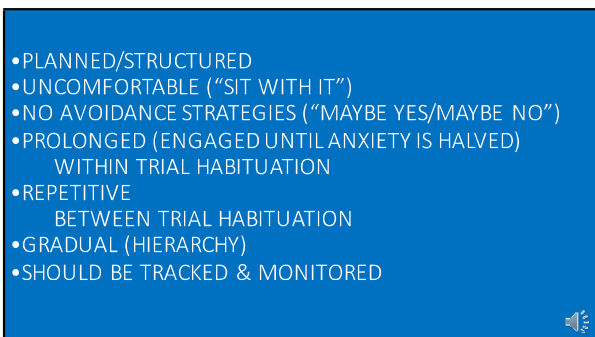 •PLANNED/STRUCTURED
•UNCOMFORTABLE (“SIT WITH IT”)
•NO AVOIDANCE STRATEGIES (“MAYBE YES/MAYBE NO”)
•PROLONGED (ENGAGED UNTIL ANXIETY IS HALVED)
WITHIN TRIAL HABITUATION
•REPETITIVE
BETWEEN TRIAL HABITUATION
•GRADUAL (HIERARCHY)
•SHOULD BE TRACKED & MONITORED